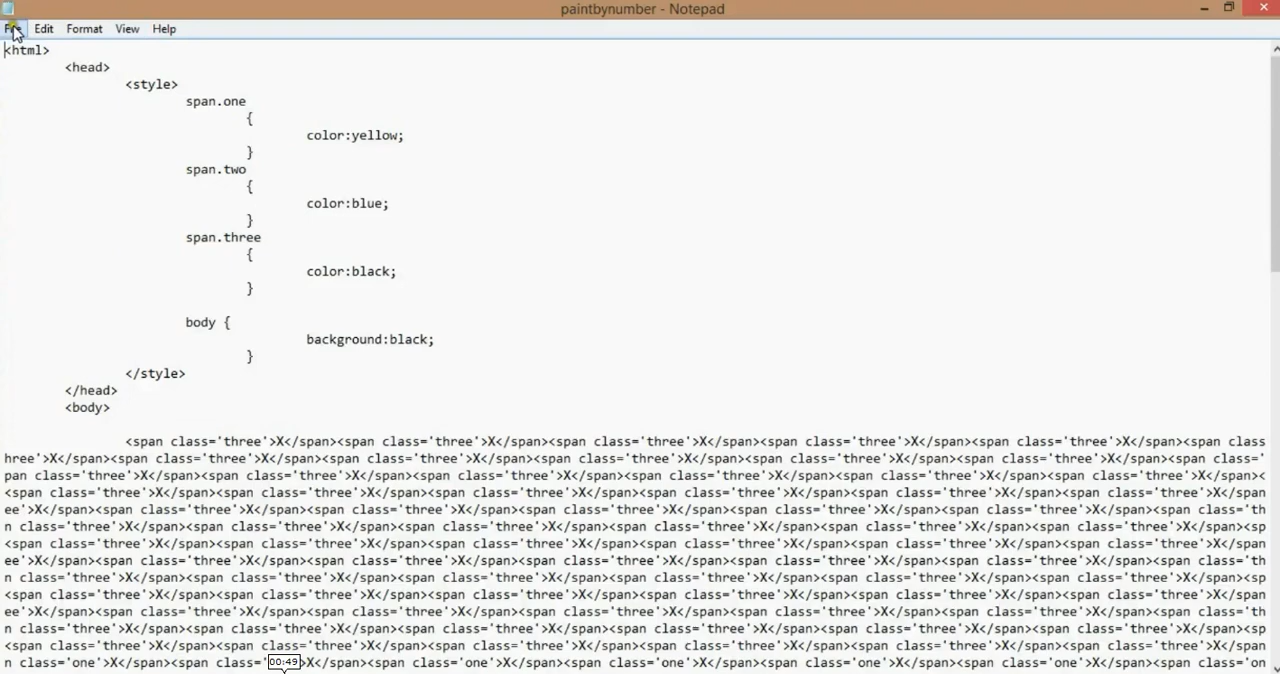 paintbynumber - Notepad
File Edit Format View Help
<html>
<head>
<style>
span.one
{
color:yellow;
}
span.two
{
color:blue;
}
span.three
{
color:black;
}
body {
background:black;
}
</style>
</head>
<body>
<span class='three'>X</span><span class='three'>X</span><span class='three'>X</span><span class='three'>X</span><span class='three'>X</span><span class='three
hree'>X</span><span class='three'>X</span><span class='three'>X</span><span class='three'>X</span><span class='three'>X</span><span class='three'>X</span><span class='
pan class='three'>X</span><span class='three'>X</span><span class='three'>X</span><span class='three'>X</span><span class='three'>X</span><span class='three'>X</span><
<span class='three'>X</span><span class='three'>X</span><span class='three'>X</span><span class='three'>X</span><span class='three'>X</span><span class='three'>X</span>
ee'>X</span><span class='three'>X</span><span class='three'>X</span><span class='three'>X</span><span class='three'>X</span><span class='three'>X</span><span class='th
n class='three'>X</span><span class='three'>X</span><span class='three'>X</span><span class='three'>X</span><span class='three'>X</span><span class='three'>X</span><sp
<span class='three'>X</span><span class='three'>X</span><span class='three'>X</span><span class='three'>X</span><span class='three'>X</span><span class='three'>X</span>
ee'>X</span><span class='three'>X</span><span class='three'>X</span><span class='three'>X</span><span class='three'>X</span><span class='three'>X</span><span class='th
n class='three'>X</span><span class='three'>X</span><span class='three'>X</span><span class='three'>X</span><span class='three'>X</span><span class='three'>X</span><sp
<span class='three'>X</span><span class='three'>X</span><span class='three'>X</span><span class='three'>X</span><span class='three'>X</span><span class='three'>X</span>
ee'>X</span><span class='three'>X</span><span class='three'>X</span><span class='three'>X</span><span class='three'>X</span><span class='three'>X</span><span class='th
n class='three'>X</span><span class='three'>X</span><span class='three'>X</span><span class='three'>X</span><span class='three'>X</span><span class='three'>X</span><sp
<span class='three'>X</span><span class='three'>X</span><span class='three'>X</span><span class='three'>X</span><span class='three'>X</span><span class='three'>X</span>
n class='one'>X</span><span class=' 00:49 X</span><span class='one'>X</span><span class='one'>X</span><span class='one'>X</span><span class='one'>X</span><span class='on